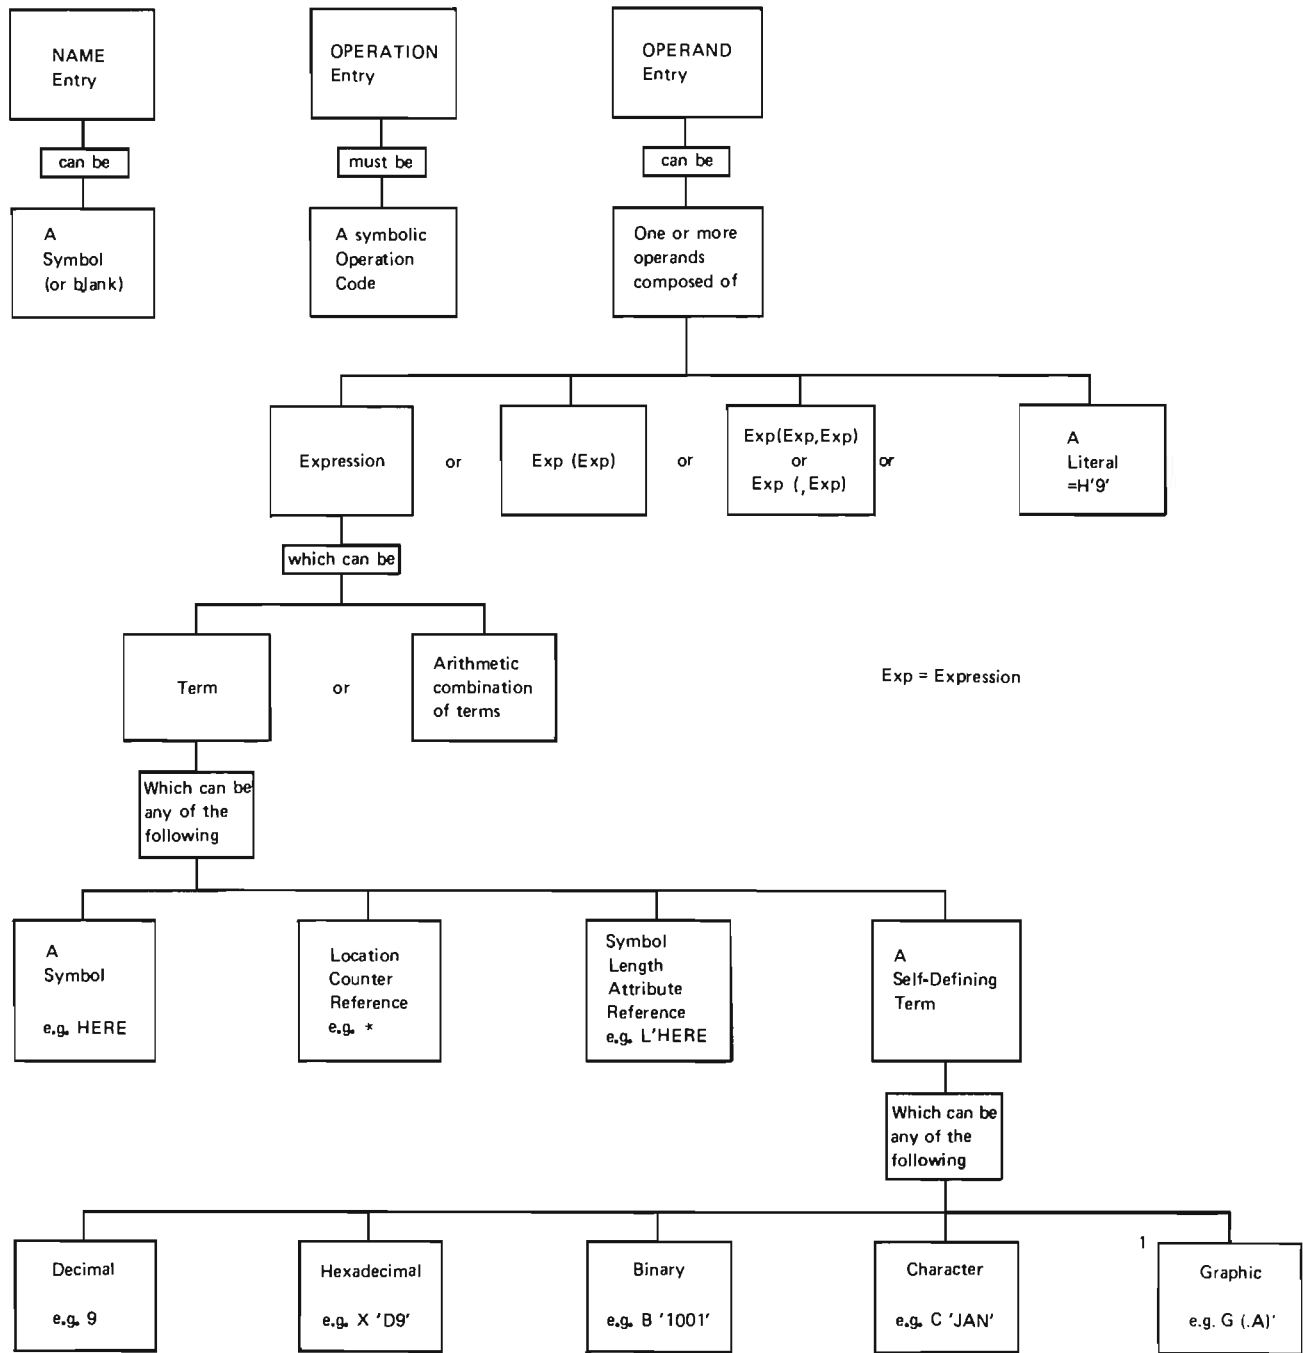 NAME
Entry
OPERATION
Entry
OPERAND
Entry
can be
must be
can be
A
Symbol
(or blank)
A symbolic
Operation
Code
One or more
operands
composed of
Expression
or
Exp (Exp)
or
Exp(Exp,Exp)
or
Exp (,Exp)
or
A
Literal
=H'9'
which can be
Term
or
Arithmetic
combination
of terms
Exp = Expression
Which can be
any of the
following
A
Symbol
e.g. HERE
Location
Counter
Reference
e.g. *
Symbol
Length
Attribute
Reference
e.g. L'HERE
A
Self-Defining
Term
Which can be
any of the
following
Decimal
e.g. 9
Hexadecimal
e.g. X 'D9'
Binary
e.g. B '1001'
Character
e.g. C 'JAN'
1
Graphic
e.g. G (.A)'